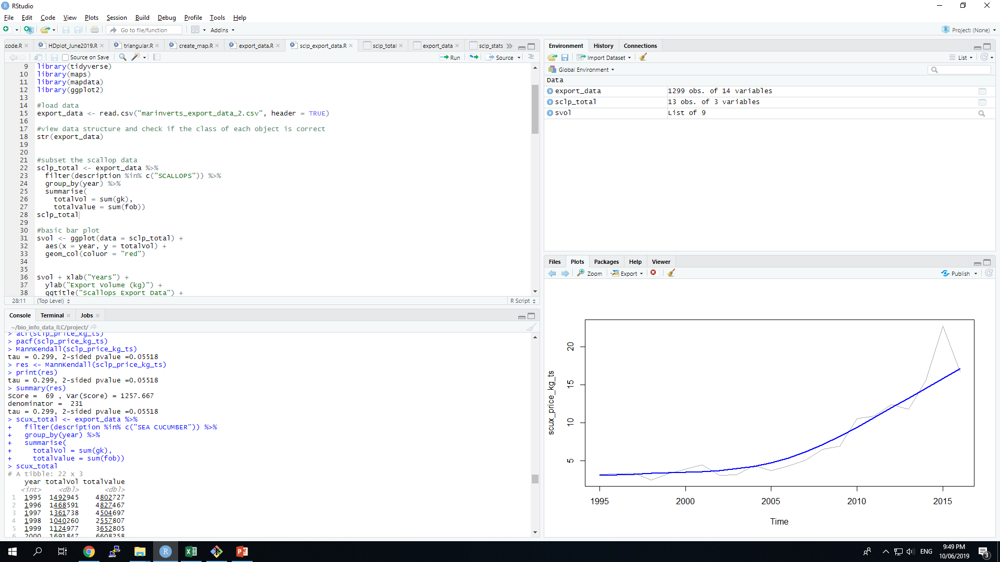 RStudio
File Edit Code View Plots Session Build Debug Profile Tools Help
Go to file/function Addins Project: (None)
:code.R HDplot_June2019.R triangular.R create_map.R export_data.R sclp_export_data.R sclp_total export_data sclp_stats
Source on Save Run Source
9 library(tidyverse)
10 library(maps)
11 library(mapdata)
12 library(ggplot2)
13
14 #load data
15 export_data <- read.csv("marinverts_export_data_2.csv", header = TRUE)
16
17 #view data structure and check if the class of each object is correct
18 str(export_data)
19
20
21 #subset the scallop data
22 sclp_total <- export_data %>%
23 filter(description %in% c("SCALLOPS")) %>%
24 group_by(year) %>%
25 summarise(
26 totalVol = sum(gk),
27 totalValue = sum(fob))
28 sclp_total
29
30 #basic bar plot
31 svol <- ggplot(data = sclp_total) +
32 aes(x = year, y = totalVol) +
33 geom_col(coluor = "red")
34
35
36 svol + xlab("Years") +
37 ylab("Export Volume (kg)") +
38 ggtitle("Scallops Export Data") +
28:11 (Top Level) R Script
Console Terminal Jobs
~/bio_info_data_ILC/project/
> acf(sclp_price_kg_ts)
> pacf(sclp_price_kg_ts)
> MannKendall(sclp_price_kg_ts)
tau = 0.299, 2-sided pvalue =0.05518
> res <- MannKendall(sclp_price_kg_ts)
> print(res)
tau = 0.299, 2-sided pvalue =0.05518
> summary(res)
Score =  69 , Var(Score) = 1257.667
denominator =  231
tau = 0.299, 2-sided pvalue =0.05518
> scux_total <- export_data %>%
+ filter(description %in% c("SEA CUCUMBER")) %>%
+ group_by(year) %>%
+ summarise(
+ totalVol = sum(gk),
+ totalValue = sum(fob))
> scux_total
# A tibble: 22 x 3
year totalVol totalValue
<int> <dbl> <dbl>
1 1995 1492945 4802727
2 1996 1468591 4827467
3 1997 1361738 4504697
4 1998 1040260 2557807
5 1999 1124977 3652805
6 2000 1691847 6608258
Environment History Connections
Import Dataset List
Global Environment
Data
export_data 1299 obs. of 14 variables
sclp_total 13 obs. of 3 variables
svol List of 9
Files Plots Packages Help Viewer
Zoom Export Publish
scux_price_kg_ts
20
15
10
5
1995 2000 2005 2010 2015
Time
ENG 9:49 PM
10/06/2019
3